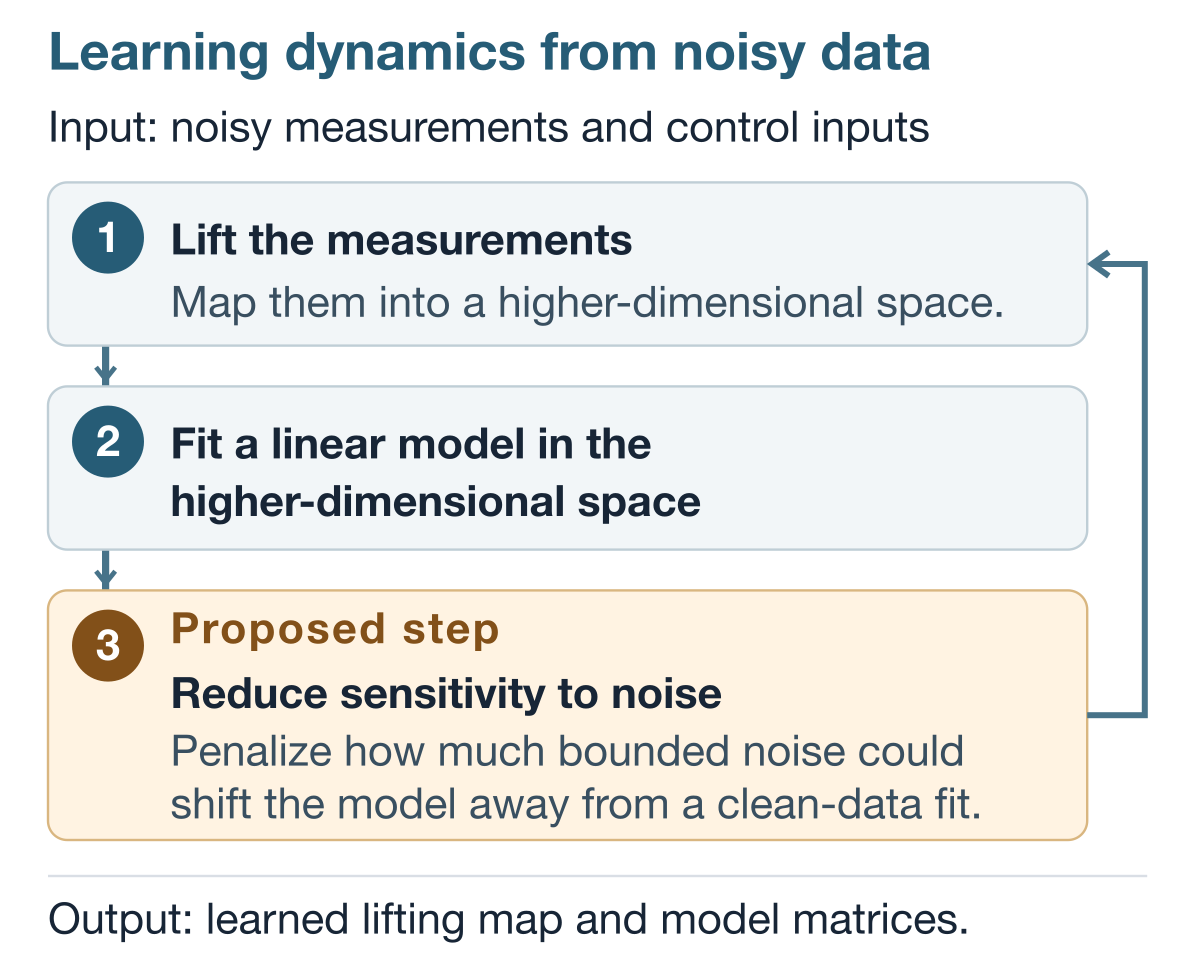 Learning dynamics from noisy data
Input: noisy measurements and control inputs
1
Lift the measurements
Map them into a higher-dimensional space.
2
Fit a linear model in the
higher-dimensional space
3
Proposed step
Reduce sensitivity to noise
Penalize how much bounded noise could
shift the model away from a clean-data fit.
Output: learned lifting map and model matrices.